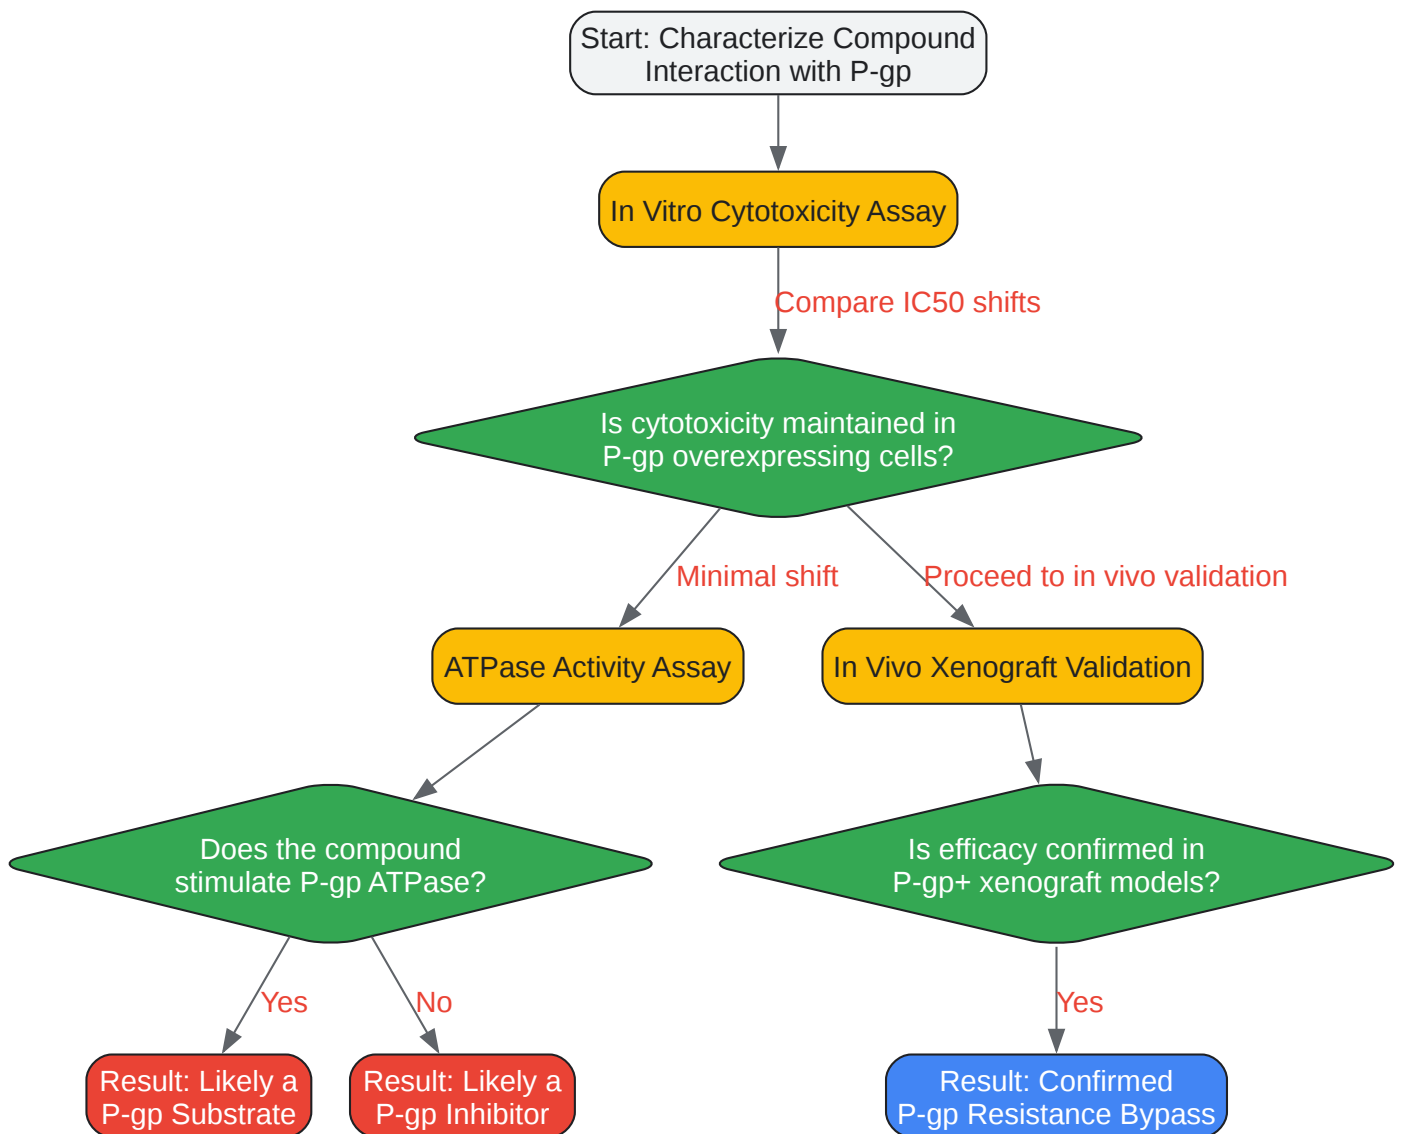 Start: Characterize Compound
Interaction with P-gp
In Vitro Cytotoxicity Assay
Compare IC50 shifts
Is cytotoxicity maintained in
P-gp overexpressing cells?
Minimal shift
Proceed to in vivo validation
ATPase Activity Assay
In Vivo Xenograft Validation
Does the compound
stimulate P-gp ATPase?
Is efficacy confirmed in
P-gp+ xenograft models?
Yes
No
Yes
Result: Likely a
P-gp Substrate
Result: Likely a
P-gp Inhibitor
Result: Confirmed
P-gp Resistance Bypass